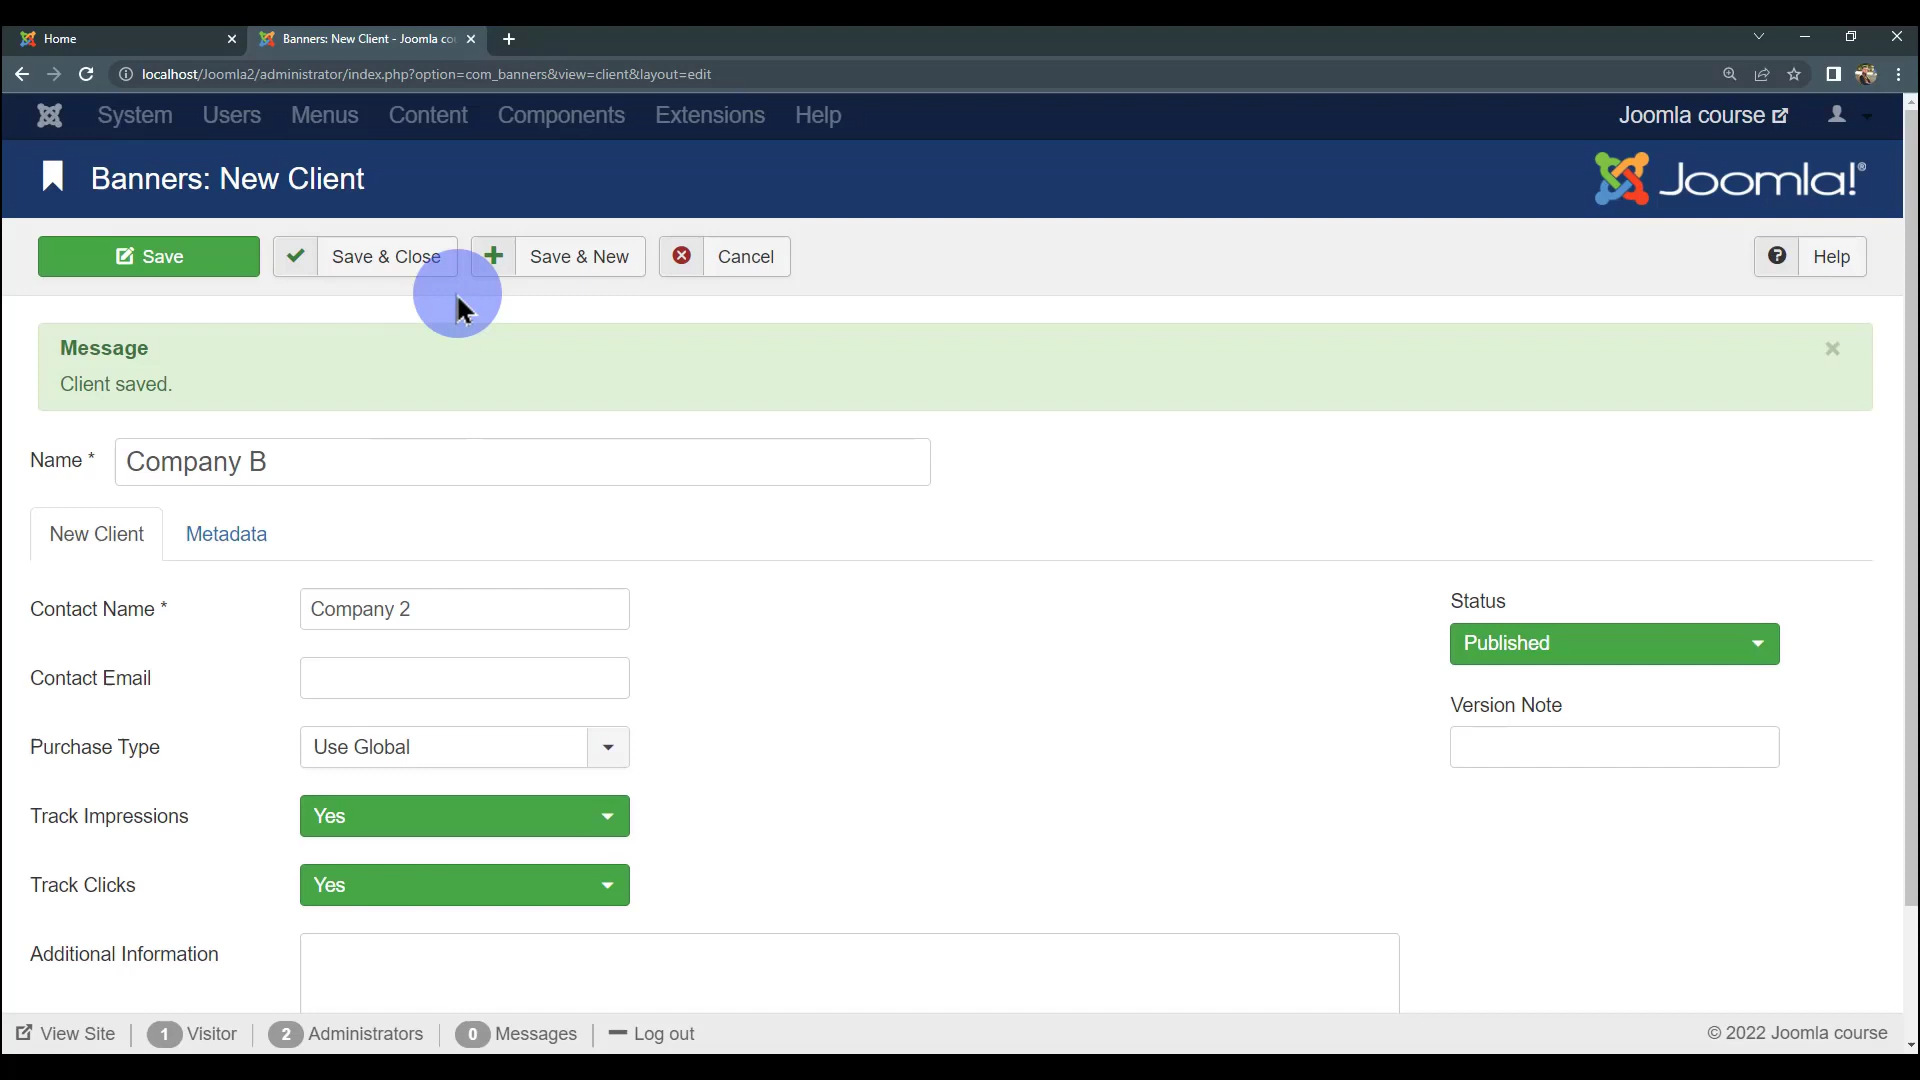 Home
Banners: New Client - Joomla co
localhost/Joomla2/administrator/index.php?option=com_banners&view=client&layout=edit
System Users Menus Content Components Extensions Help Joomla course
Banners: New Client Joomla!®
Save Save & Close Save & New Cancel Help
Message
Client saved.
Name * Company B
New Client Metadata
Contact Name * Company 2 Status
Published
Contact Email
Version Note
Purchase Type Use Global
Track Impressions Yes
Track Clicks Yes
Additional Information
View Site 1 Visitor 2 Administrators 0 Messages Log out © 2022 Joomla course